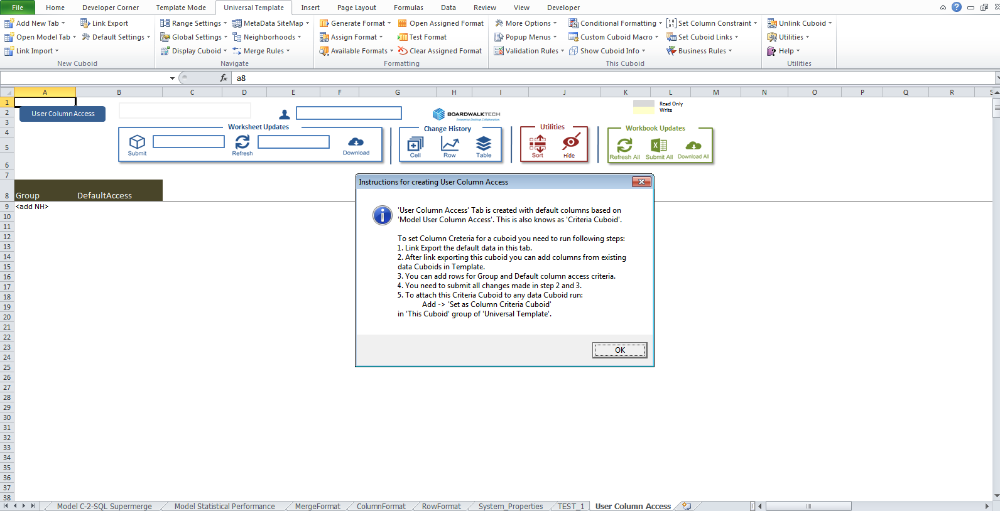 File Home Developer Corner Template Mode Universal Template Insert Page Layout Formulas Data Review View Developer
Add New Tab Link Export Range Settings MetaData SiteMap Generate Format Open Assigned Format More Options Conditional Formatting Set Column Constraint Unlink Cuboid
Open Model Tab Default Settings Global Settings Neighborhoods Assign Format Test Format Popup Menus Custom Cuboid Macro Set Cuboid Links Utilities
Link Import Display Cuboid Merge Rules Available Formats Clear Assigned Format Validation Rules Show Cuboid Info Business Rules Help
New Cuboid Navigate Formatting This Cuboid Utilities
fx a8
A B C D E F G H I J K L M N O P Q R S
1
2
3
4
5
6
7
8
9
10
11
12
13
14
15
16
17
18
19
20
21
22
23
24
25
26
27
28
29
30
31
32
33
34
35
36
37
38
User Column Access
BOARDWALKTECH
Enterprise Desktop Collaboration
Read Only
Write
Worksheet Updates
Submit
Refresh
Download
Change History
Cell Row Table
Utilities
Sort Hide
Workbook Updates
Refresh All Submit All Download All
Group DefaultAccess
<add NH>
Instructions for creating User Column Access
'User Column Access' Tab is created with default columns based on
'Model User Column Access'. This is also knows as 'Criteria Cuboid'.
To set Column Creteria for a cuboid you need to run following steps:
1. Link Export the default data in this tab.
2. After link exporting this cuboid you can add columns from existing
data Cuboids in Template.
3. You can add rows for Group and Default column access criteria.
4. You need to submit all changes made in step 2 and 3.
5. To attach this Criteria Cuboid to any data Cuboid run:
Add -> 'Set as Column Criteria Cuboid'
in 'This Cuboid' group of 'Universal Template'.
OK
Model C-2-SQL Supermerge Model Statistical Performance MergeFormat ColumnFormat RowFormat System_Properties TEST_1 User Column Access